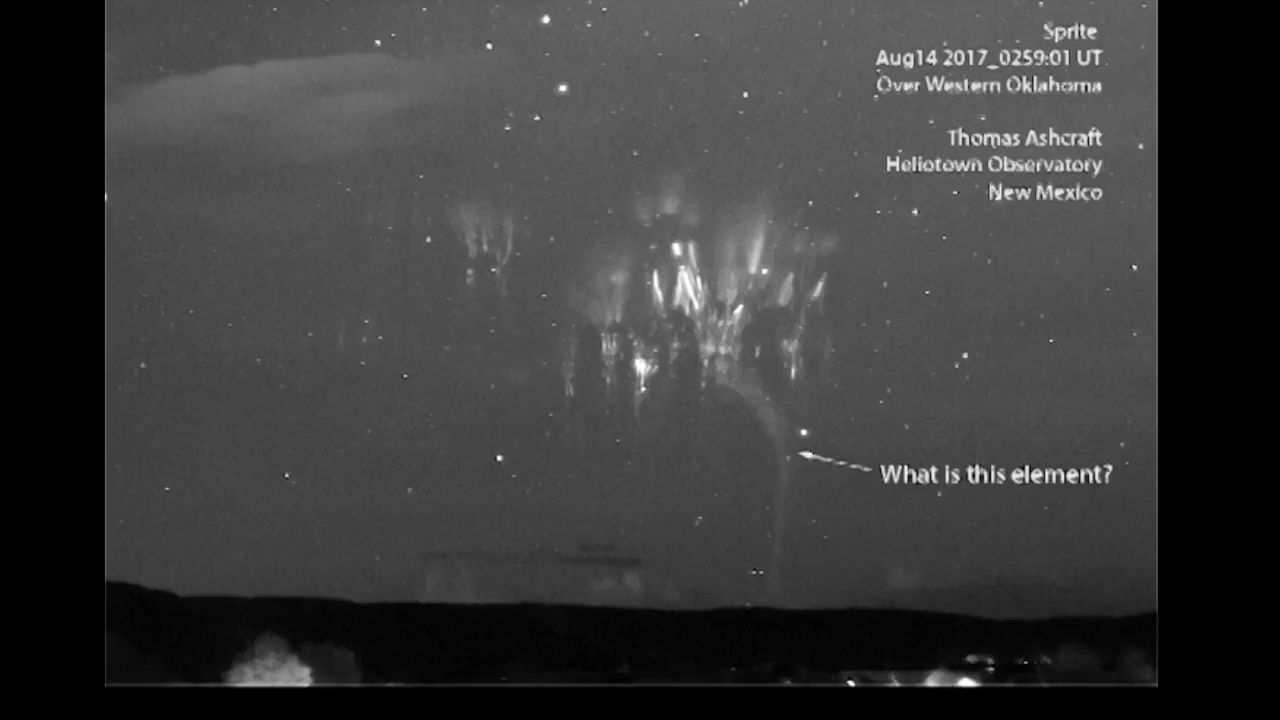 Sprite
Aug14 2017_0259:01 UT
Over Western Oklahoma
Thomas Ashcraft
Heliotown Observatory
New Mexico
What is this element?